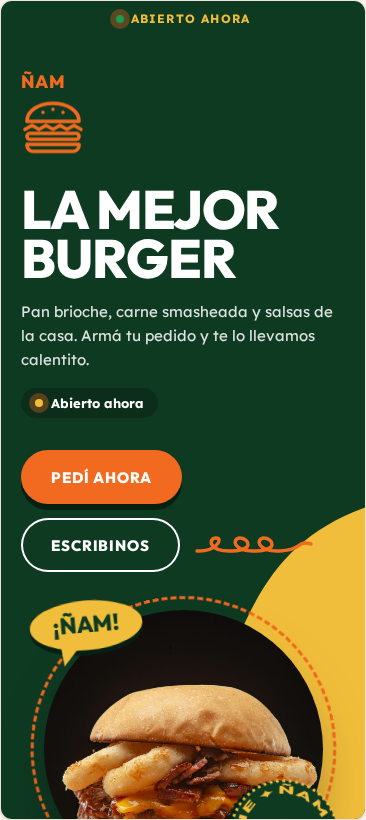 ABIERTO AHORA
ÑAM
LA MEJOR
BURGER
Pan brioche, carne smasheada y salsas de
la casa. Armá tu pedido y te lo llevamos
calentito.
Abierto ahora
PEDÍ AHORA
ESCRIBINOS
¡ÑAM!
ÑAM